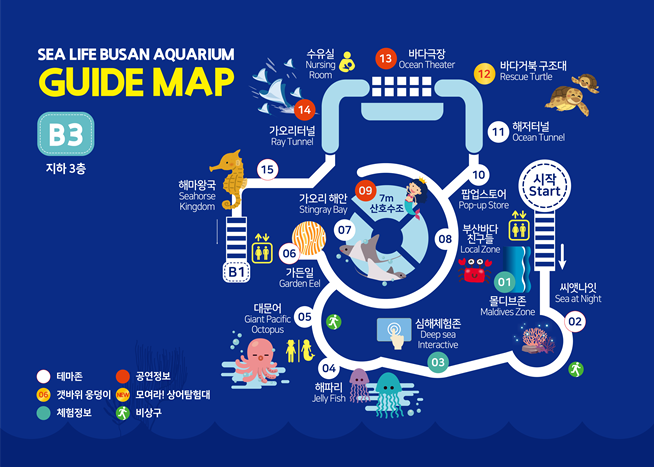 SEA LIFE BUSAN AQUARIUM
GUIDE MAP
B3
지하 3층
수유실
Nursing
Room
13
바다극장
Ocean Theater
12
바다거북 구조대
Rescue Turtle
14
가오리터널
Ray Tunnel
11
해저터널
Ocean Tunnel
15
해마왕국
Seahorse
Kingdom
B1
10
팝업스토어
Pop-up Store
시작
Start
가오리 해안
Stingray Bay
09
7m
산호수조
07
08
부산바다
친구들
Local Zone
06
가든일
Garden Eel
01
몰디브존
Maldives Zone
씨앳나잇
Sea at Night
02
대문어
Giant Pacific
Octopus
05
심해체험존
Deep sea
Interactive
03
04
해파리
Jelly Fish
테마존
공연정보
06 갯바위 웅덩이
NEW 모여라! 상어탐험대
체험정보
비상구